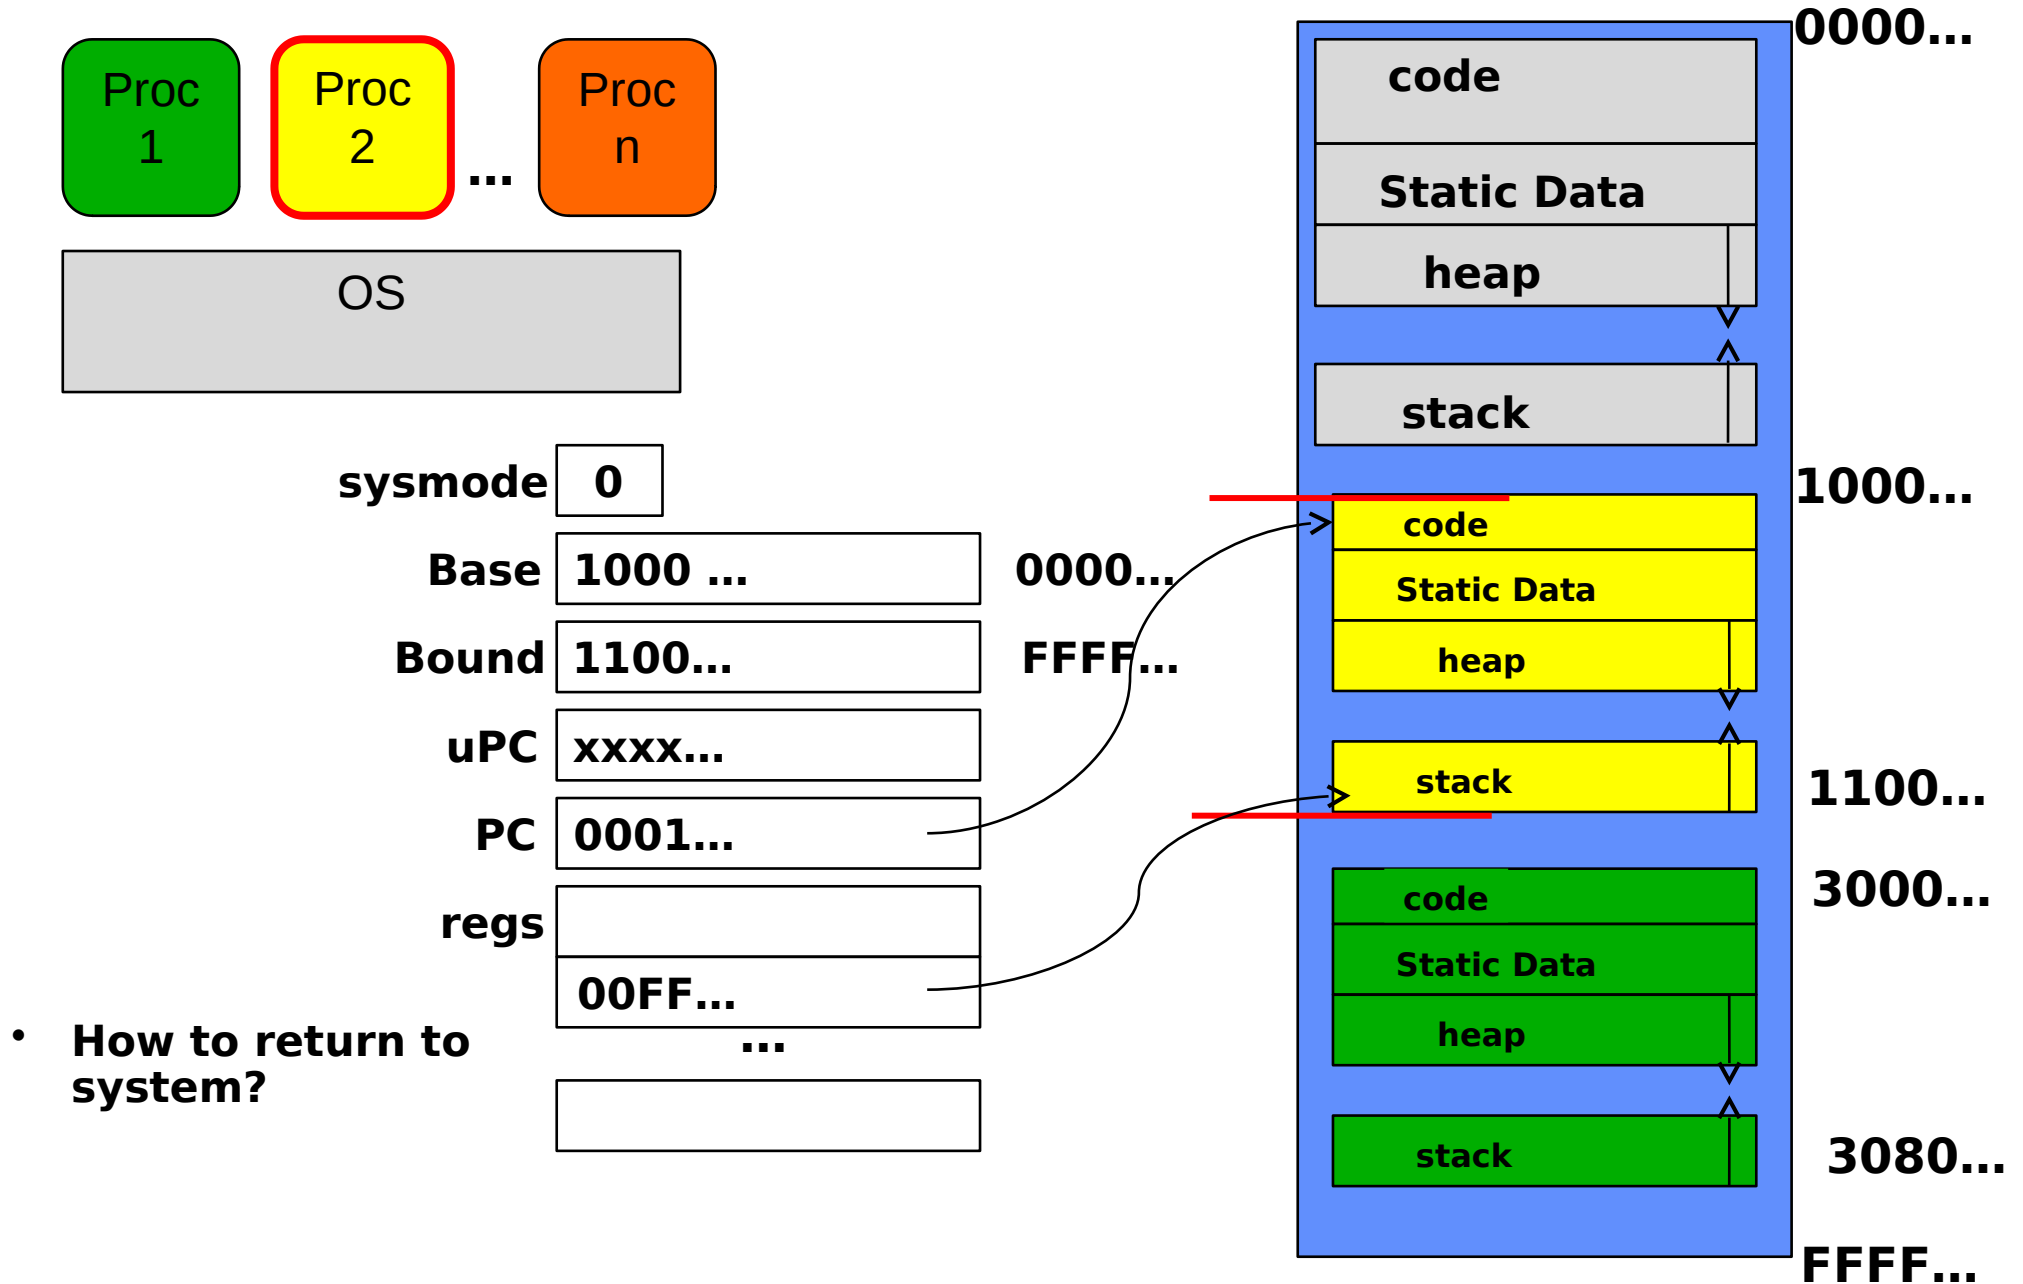 Proc
1
Proc
2
…
Proc
n
OS
sysmode 0
Base 1000 … 0000…
Bound 1100… FFFF…
uPC xxxx…
PC 0001…
regs
00FF…
…
• How to return to
system?
0000…
code
Static Data
heap
stack
1000…
code
Static Data
heap
stack
1100…
3000…
code
Static Data
heap
stack
3080…
FFFF…